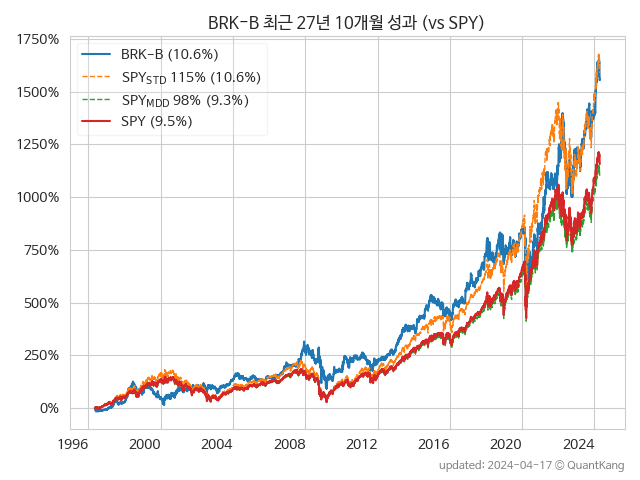 BRK-B 최근 27년 10개월 성과 (vs SPY)
1750%
1500%
1250%
1000%
750%
500%
250%
0%
BRK-B (10.6%)
SPYSTD 115% (10.6%)
SPYMDD 98% (9.3%)
SPY (9.5%)
1996 2000 2004 2008 2012 2016 2020 2024
updated: 2024-04-17 © QuantKang